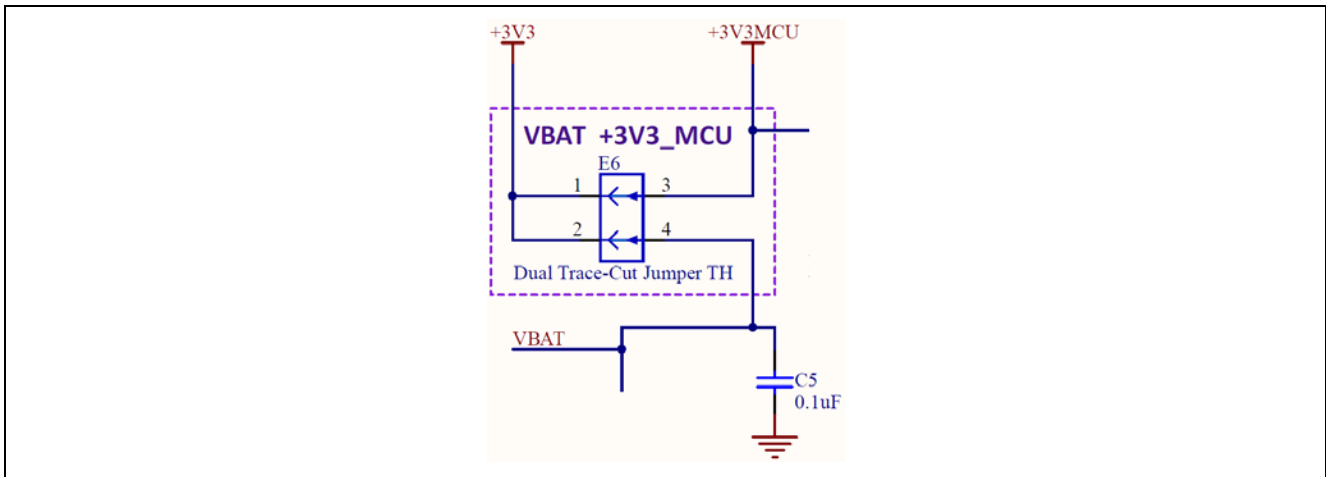 +3V3
+3V3MCU
VBAT +3V3_MCU
E6
1
3
2
4
Dual Trace-Cut Jumper TH
VBAT
C5
0.1uF